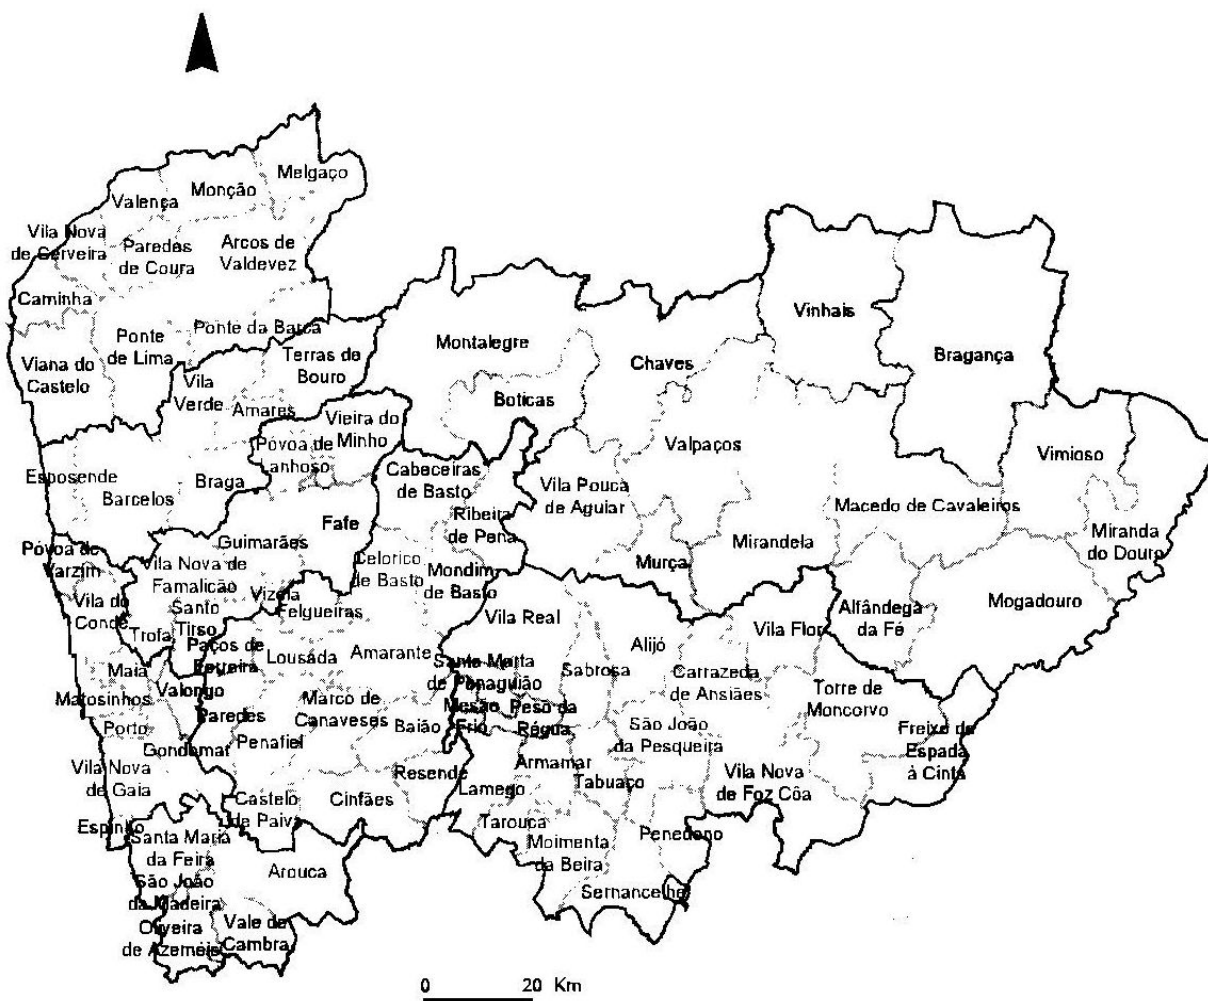 Melgaço
Monção
Valença
Vila Nova
de Cerveira
Paredes
de Coura
Arcos de
Valdevez
Caminha
Ponte da Barca
Ponte
de Lima
Viana do
Castelo
Terras de
Bouro
Vila
Verde
Amares
Vieira do
Minho
Póvoa de
Lanhoso
Montalegre
Boticas
Chaves
Vinhais
Bragança
Valpaços
Vimioso
Esposende
Barcelos
Braga
Cabeceiras
de Basto
Vila Pouca
de Aguiar
Macedo de Cavaleiros
Miranda
do Douro
Fafe
Ribeira
de Pena
Guimarães
Mirandela
Póvoa de
Varzim
Vila Nova de
Famalicão
Celorico
de Basto
Mondim
de Basto
Murça
Vizela
Felgueiras
Vila do
Conde
Santo
Tirso
Trofa
Vila Real
Alijó
Vila Flor
Alfândega
da Fé
Mogadouro
Paços de
Ferreira
Lousada
Amarante
Maia
Santa Marta
de Penaguião
Sabrosa
Carrazeda
de Ansiães
Matosinhos
Valongo
Marco de
Canaveses
Paredes
Baião
Mesão
Frio
Peso da
Régua
Torre de
Moncorvo
Porto
Gondomar
Penafiel
São João
da Pesqueira
Freixo de
Espada
à Cinta
Vila Nova
de Gaia
Resende
Armamar
Tabuaço
Lamego
Vila Nova
de Foz Côa
Castelo
de Paiva
Cinfães
Espinho
Santa Maria
da Feira
Tarouca
Moimenta
da Beira
Penedono
Arouca
São João
da Madeira
Sernancelhe
Oliveira
de Azeméis
Vale de
Cambra
0 20 Km